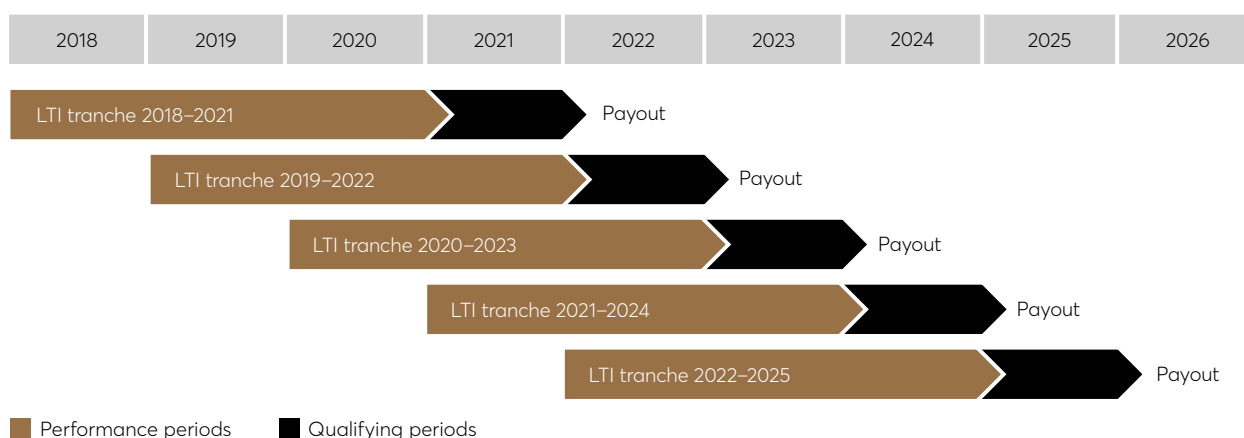 2018 2019 2020 2021 2022 2023 2024 2025 2026
LTI tranche 2018–2021 Payout
LTI tranche 2019–2022 Payout
LTI tranche 2020–2023 Payout
LTI tranche 2021–2024 Payout
LTI tranche 2022–2025 Payout
Performance periods Qualifying periods